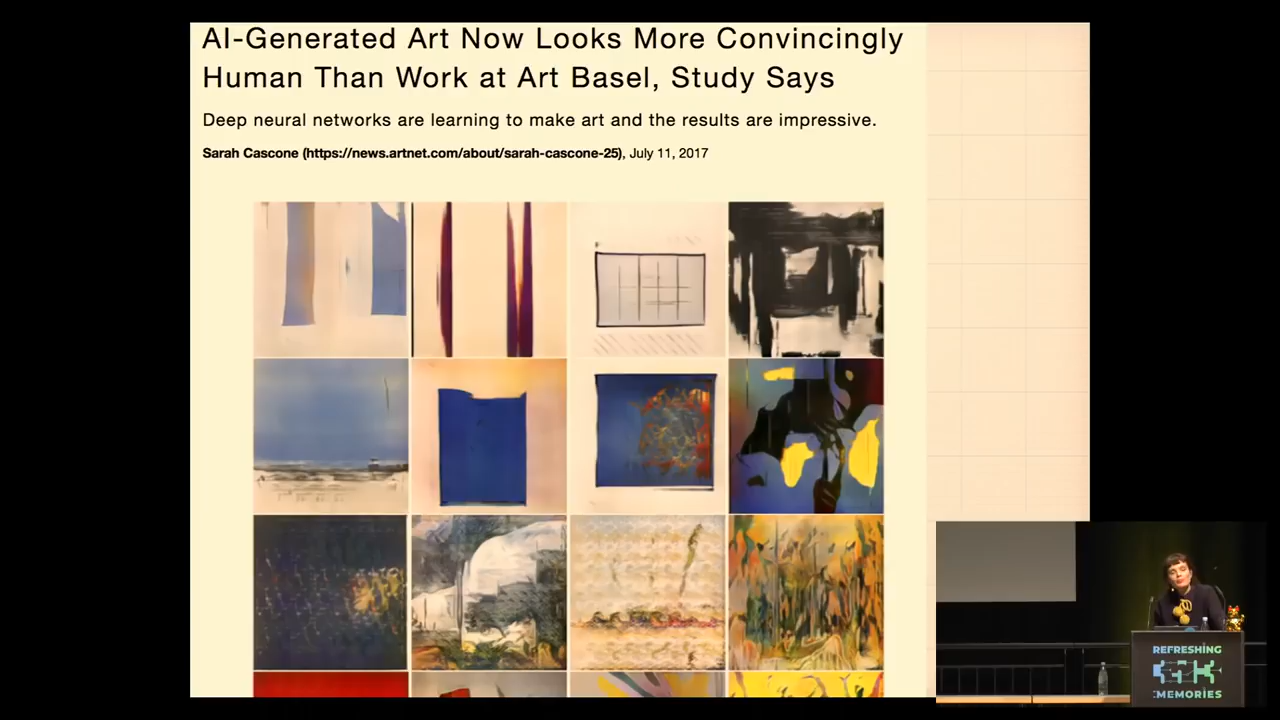 AI-Generated Art Now Looks More Convincingly
Human Than Work at Art Basel, Study Says
Deep neural networks are learning to make art and the results are impressive.
Sarah Cascone (https://news.artnet.com/about/sarah-cascone-25), July 11, 2017
REFRESHING
MEMORIES